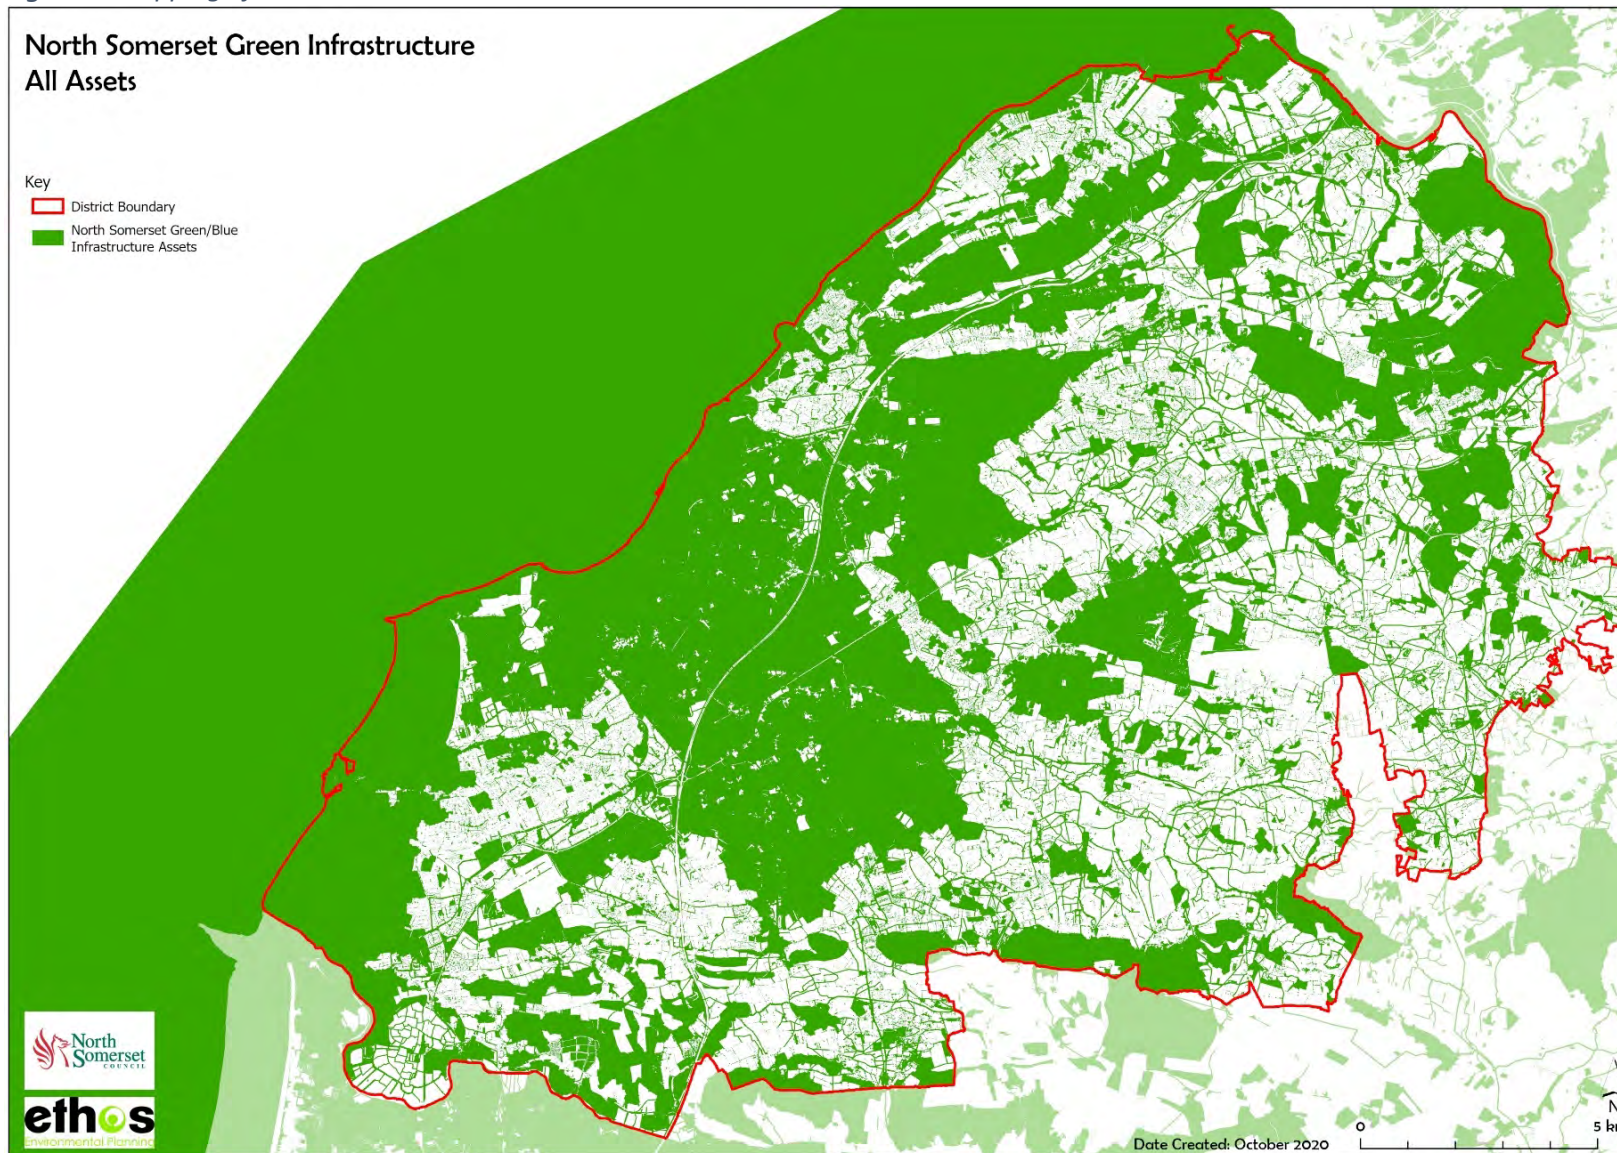 North Somerset Green Infrastructure
All Assets
Key
District Boundary
North Somerset Green/Blue
Infrastructure Assets
North
Somerset
COUNCIL
ethos
Environmental Planning
Date Created: October 2020
0
5
N